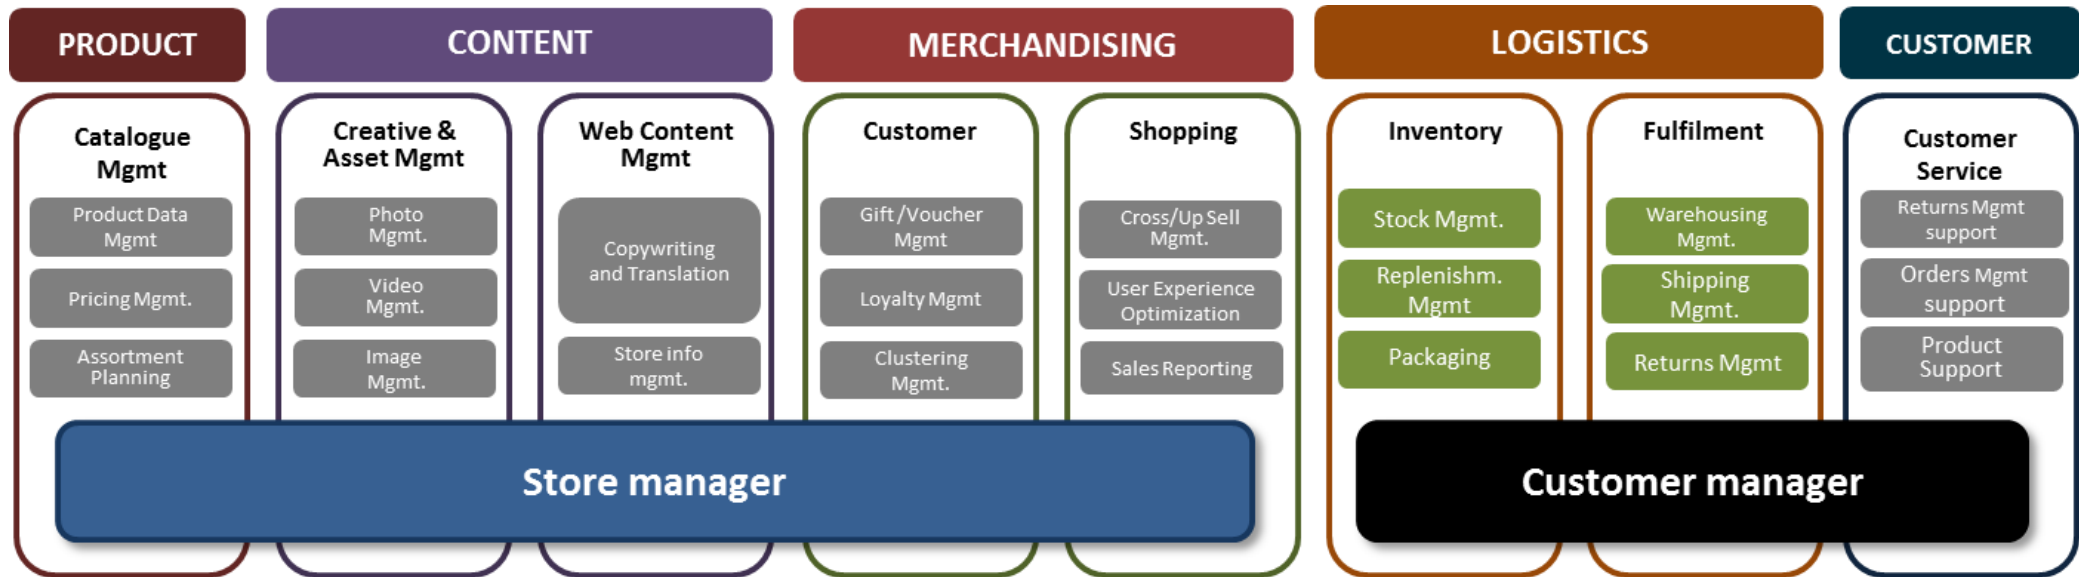 PRODUCT
CONTENT
MERCHANDISING
LOGISTICS
CUSTOMER
Catalogue
Mgmt
Product Data
Mgmt
Pricing Mgmt.
Assortment
Planning
Creative &
Asset Mgmt
Photo
Mgmt.
Video
Mgmt.
Image
Mgmt.
Web Content
Mgmt
Copywriting
and Translation
Store info
mgmt.
Customer
Gift /Voucher
Mgmt
Loyalty Mgmt
Clustering
Mgmt.
Shopping
Cross/Up Sell
Mgmt.
User Experience
Optimization
Sales Reporting
Inventory
Stock Mgmt.
Replenishm.
Mgmt
Packaging
Fulfilment
Warehousing
Mgmt.
Shipping
Mgmt.
Returns Mgmt
Customer
Service
Returns Mgmt
support
Orders Mgmt
support
Product
Support
Store manager
Customer manager